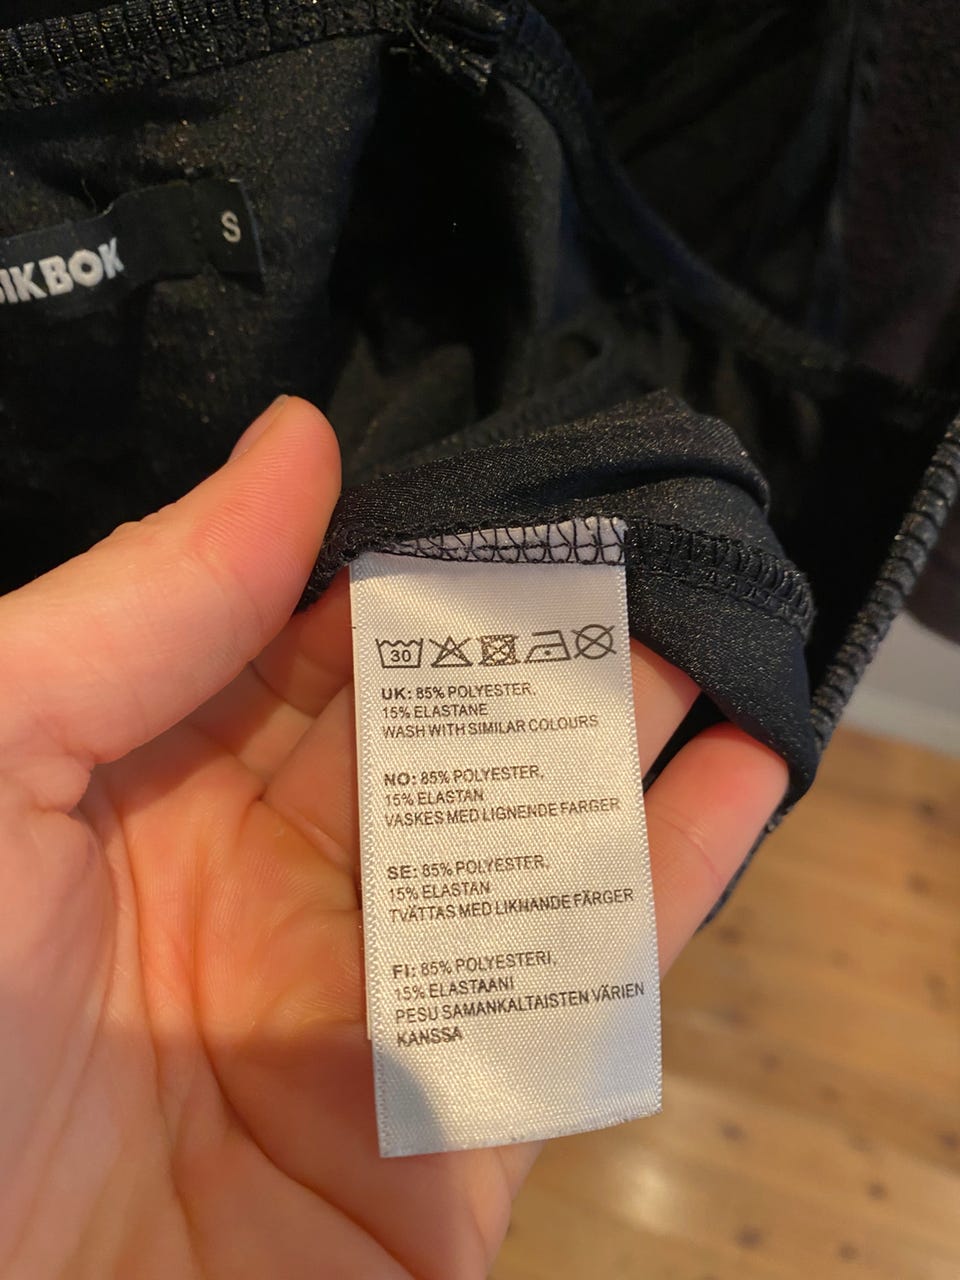 IKBOK
S
30
UK: 85% POLYESTER,
15% ELASTANE
WASH WITH SIMILAR COLOURS
NO: 85% POLYESTER,
15% ELASTAN
VASKES MED LIGNENDE FARGER
SE: 85% POLYESTER,
15% ELASTAN
TVÄTTAS MED LIKNANDE FÄRGER
FI: 85% POLYESTERI,
15% ELASTAANI
PESU SAMANKALTAISTEN VÄRIEN
KANSSA